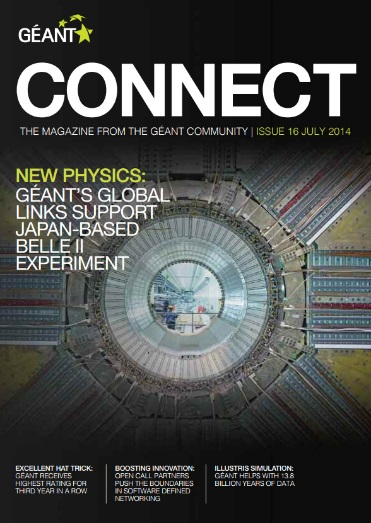 GÉANT
CONNECT
THE MAGAZINE FROM THE GÉANT COMMUNITY | ISSUE 16 JULY 2014
NEW PHYSICS:
GÉANT'S GLOBAL
LINKS SUPPORT
JAPAN-BASED
BELLE II
EXPERIMENT
EXCELLENT HAT TRICK:
GÉANT RECEIVES
HIGHEST RATING FOR
THIRD YEAR IN A ROW
BOOSTING INNOVATION:
OPEN CALL PARTNERS
PUSH THE BOUNDARIES
IN SOFTWARE DEFINED
NETWORKING
ILLUSTRIS SIMULATION:
GÉANT HELPS WITH 13.8
BILLION YEARS OF DATA